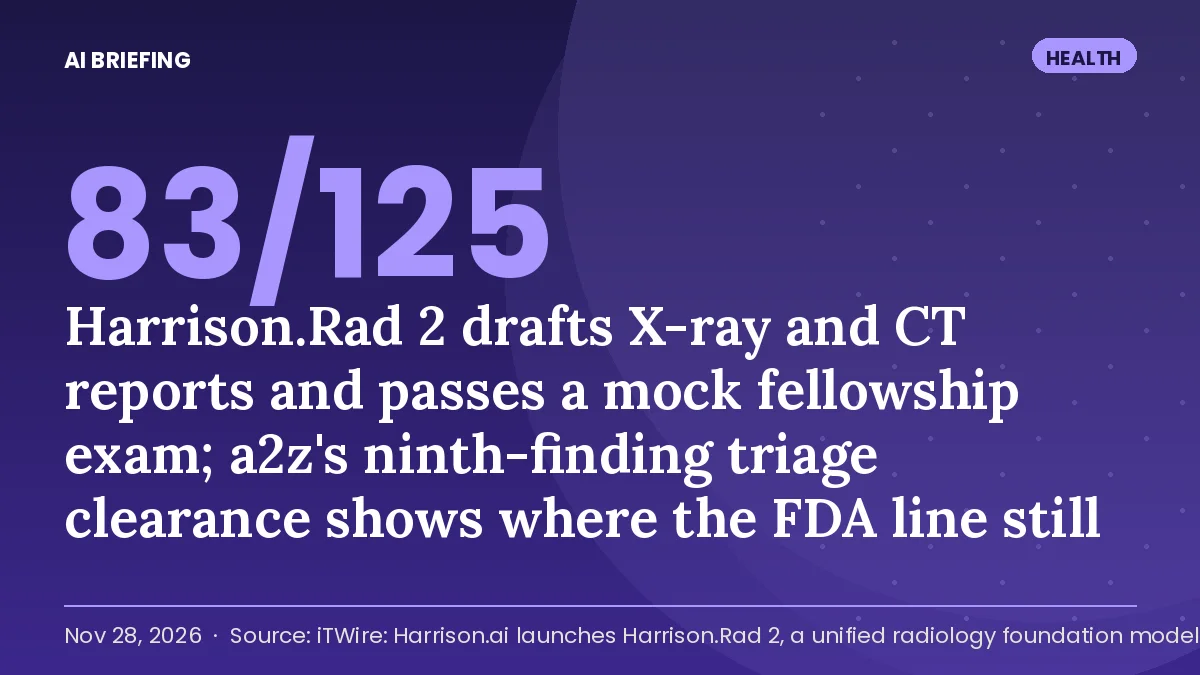 AI BRIEFING
HEALTH
83/125
Harrison.Rad 2 drafts X-ray and CT
reports and passes a mock fellowship
exam; a2z's ninth-finding triage
clearance shows where the FDA line still
Nov 28, 2026 · Source: iTWire: Harrison.ai launches Harrison.Rad 2, a unified radiology foundation model